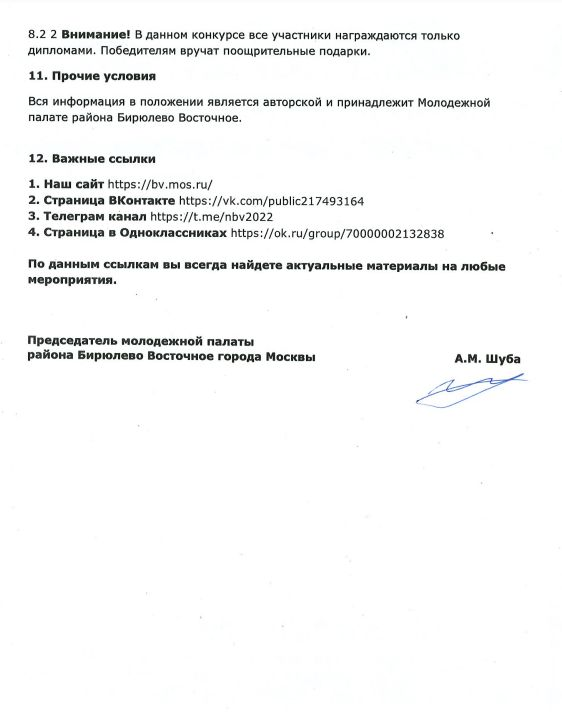 8.2 2 Внимание! В данном конкурсе все участники награждаются только
дипломами. Победителям вручат поощрительные подарки.
11. Прочие условия
Вся информация в положении является авторской и принадлежит Молодежной
палате района Бирюлево Восточное.
12. Важные ссылки
1. Наш сайт https://bv.mos.ru/
2. Страница ВКонтакте https://vk.com/public217493164
3. Телеграм канал https://t.me/nbv2022
4. Страница в Одноклассниках https://ok.ru/group/70000002132838
По данным ссылкам вы всегда найдете актуальные материалы на любые
мероприятия.
Председатель молодежной палаты
района Бирюлево Восточное города Москвы
А.М. Шуба